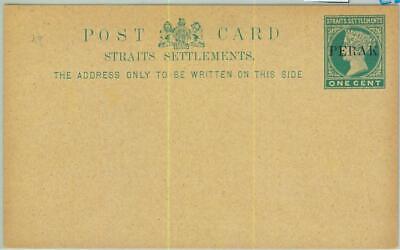 POST CARD
STRAITS SETTLEMENTS.
THE ADDRESS ONLY TO BE WRITTEN ON THIS SIDE
STRAITS SETTLEMENTS
PERAK
ONE CENT